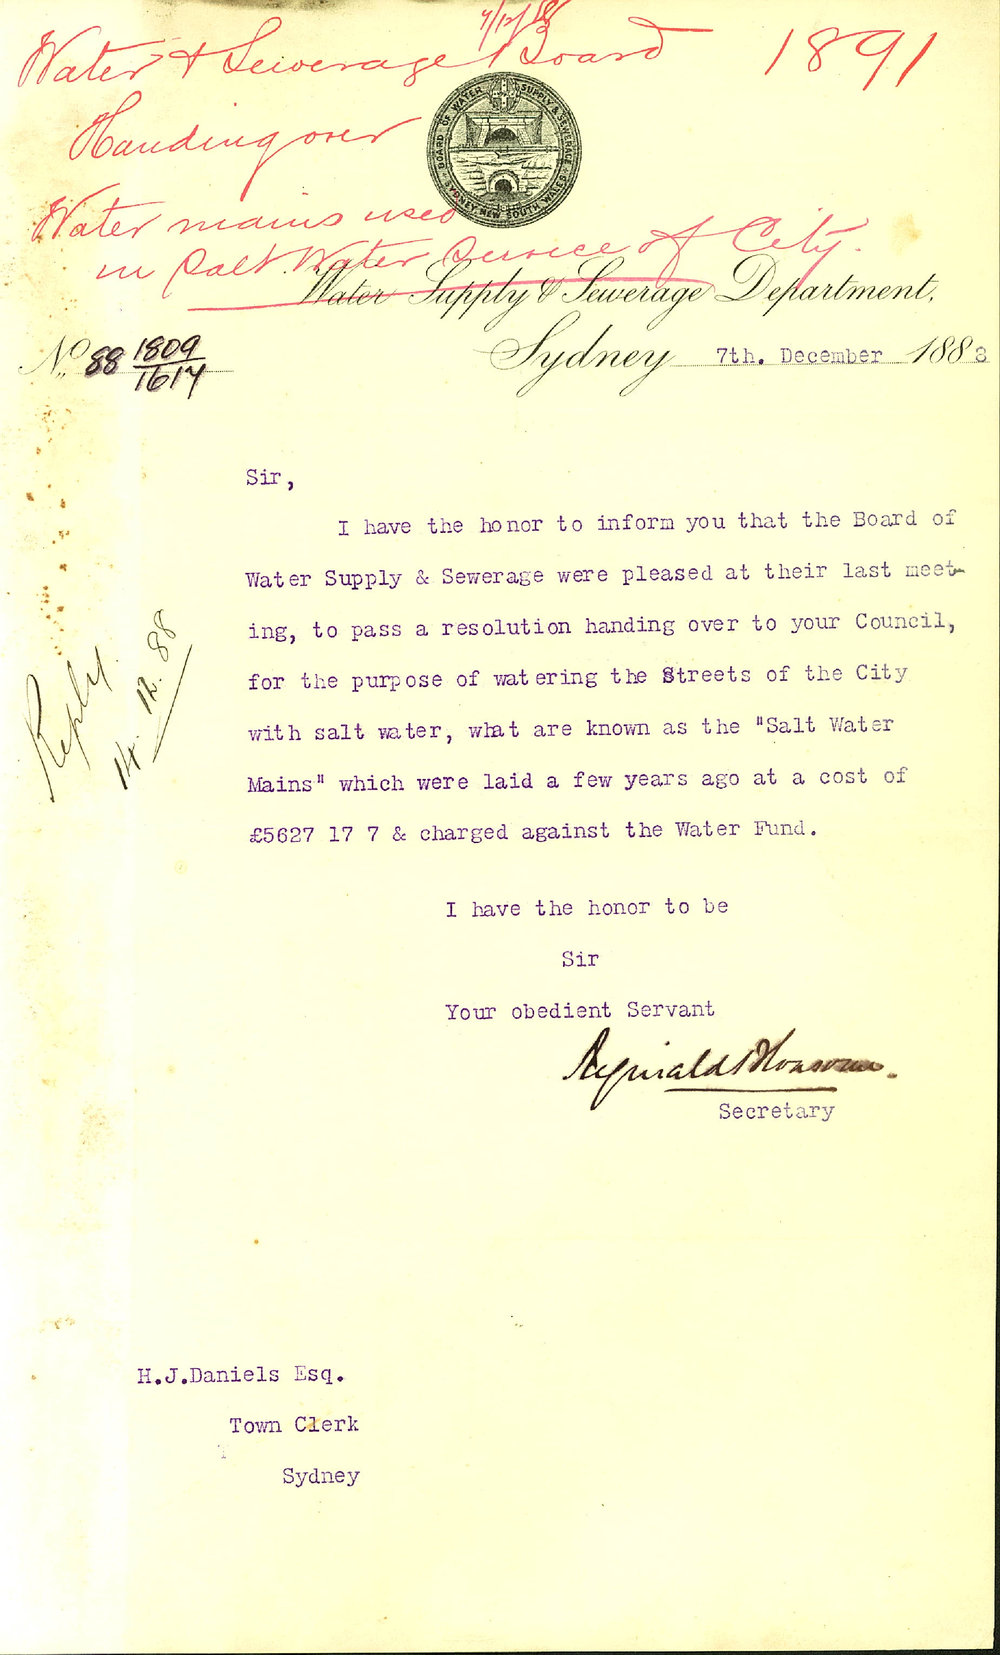 7/12/88
Water & Sewerage Board 1891
Handing over
BOARD OF WATER SUPPLY & SEWERAGE
SYDNEY, NEW SOUTH WALES
Water mains used
in Salt Water Service of City.
Water Supply & Sewerage Department,
No. 88 1809/1617
Sydney 7th. December 1888
Sir,
I have the honor to inform you that the Board of
Water Supply & Sewerage were pleased at their last meet-
ing, to pass a resolution handing over to your Council,
for the purpose of watering the Streets of the City
with salt water, what are known as the "Salt Water
Mains" which were laid a few years ago at a cost of
£5627 17 7 & charged against the Water Fund.
Reply
14.12.88
I have the honor to be
Sir
Your obedient Servant
Reginald
Secretary
H.J.Daniels Esq.
Town Clerk
Sydney